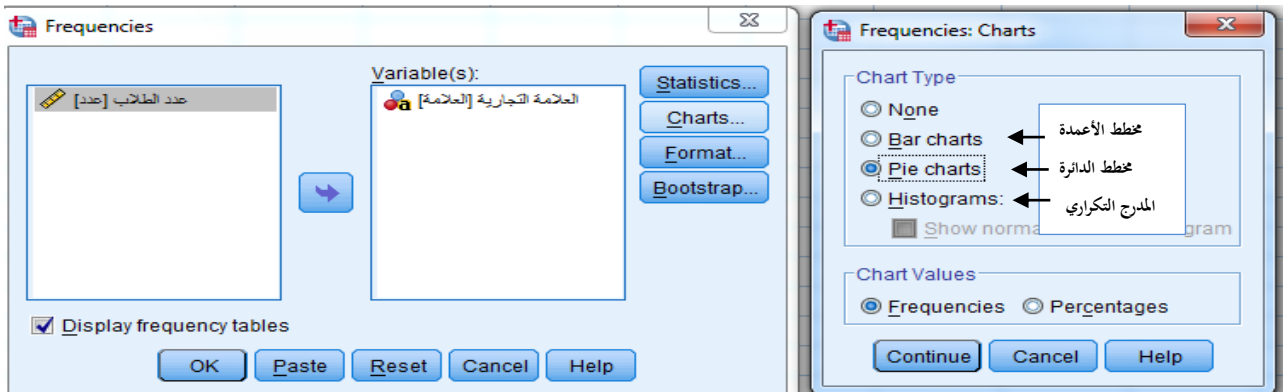 Frequencies
Variable(s):
عدد الطلاب [عدد]
العلامة التجارية [العلامة]
Statistics...
Charts...
Format...
Bootstrap...
Display frequency tables
OK
Paste
Reset
Cancel
Help
Frequencies: Charts
Chart Type
None
Bar charts
مخطط الأعمدة
Pie charts
مخطط الدائرة
Histograms:
المدرج التكراري
Show norma
gram
Chart Values
Frequencies
Percentages
Continue
Cancel
Help